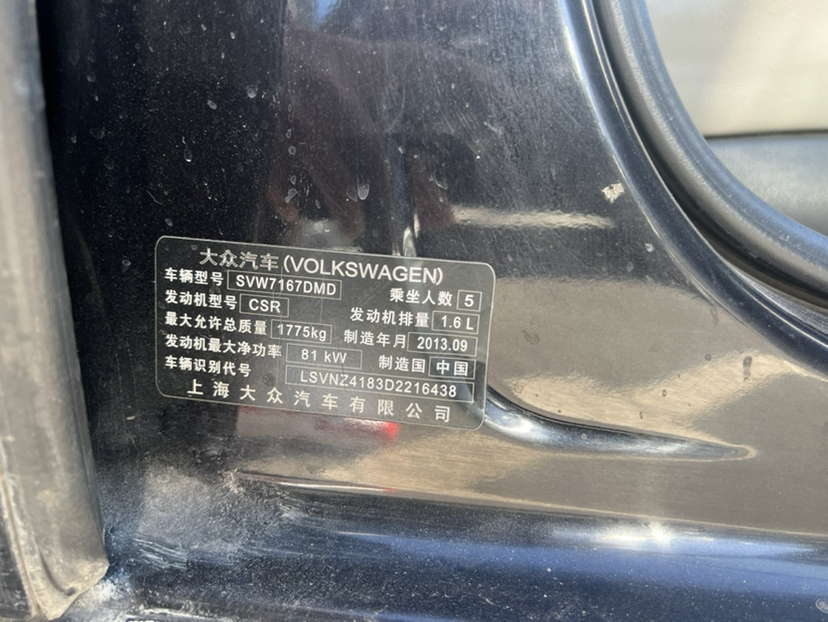 大众汽车(VOLKSWAGEN)
车辆型号 SVW7167DMD 乘坐人数 5
发动机型号 CSR 发动机排量 1.6 L
最大允许总质量 1775kg 制造年月 2013.09
发动机最大净功率 81 kW 制造国 中国
车辆识别代号 LSVNZ4183D2216438
上海大众汽车有限公司